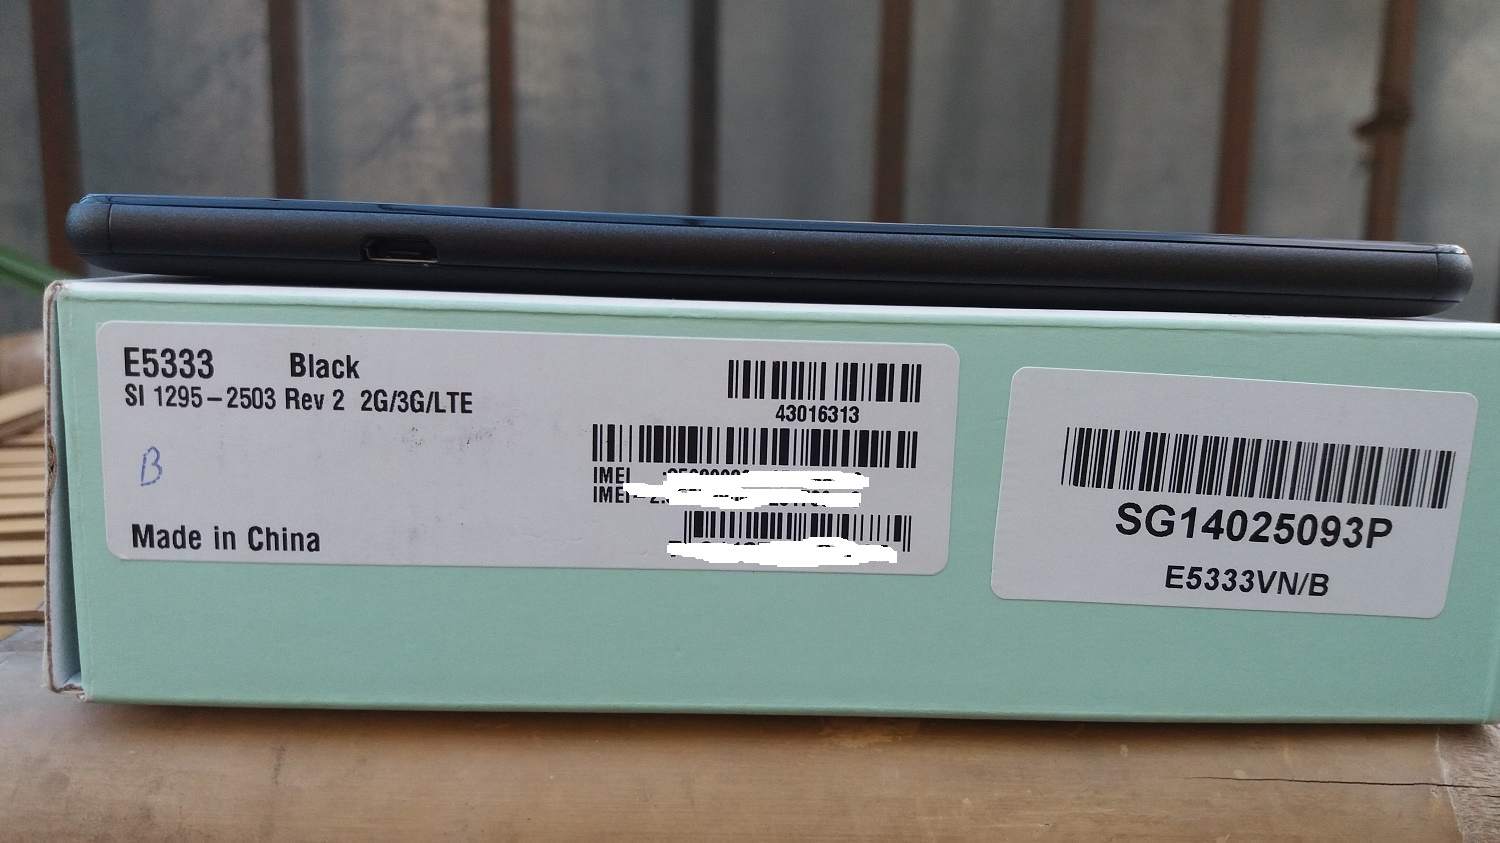 E5333 Black
SI 1295-2503 Rev 2 2G/3G/LTE
43016313
IMEI
IMEI
B
Made in China
SG14025093P
E5333VN/B